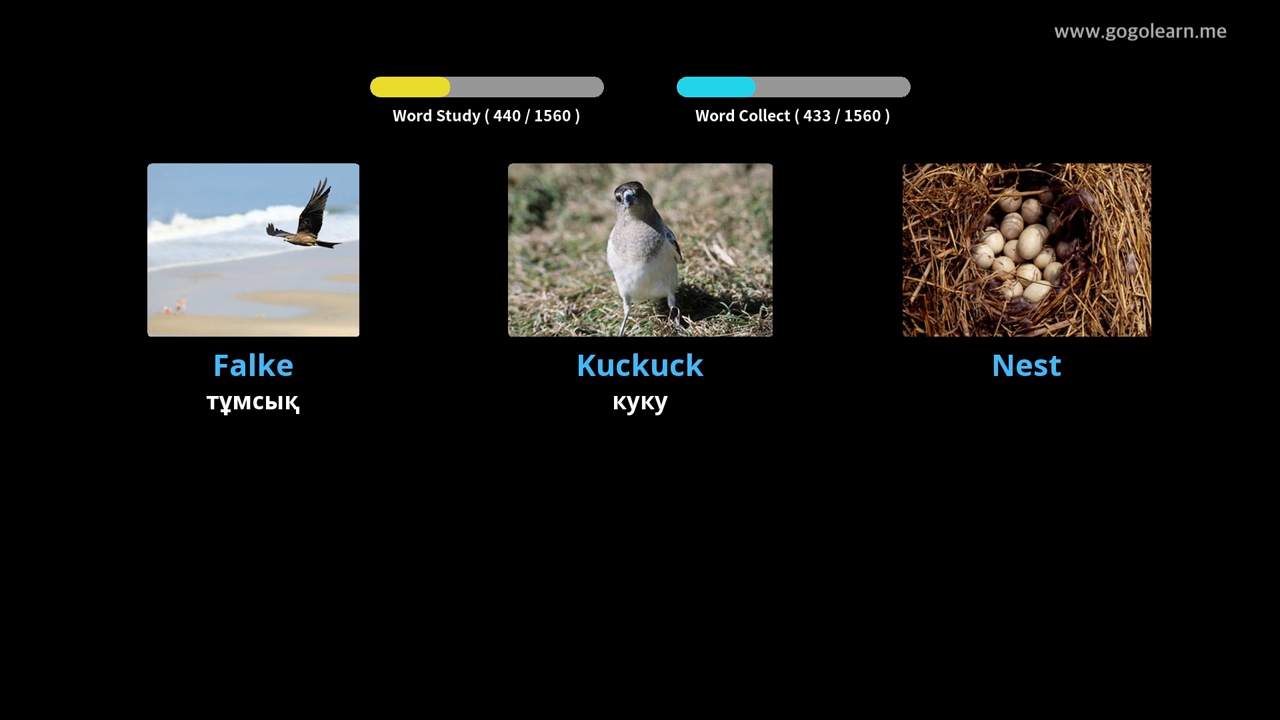 www.gogolearn.me
Word Study ( 440 / 1560 )
Word Collect ( 433 / 1560 )
Falke
Kuckuck
Nest
тұмсық
куку